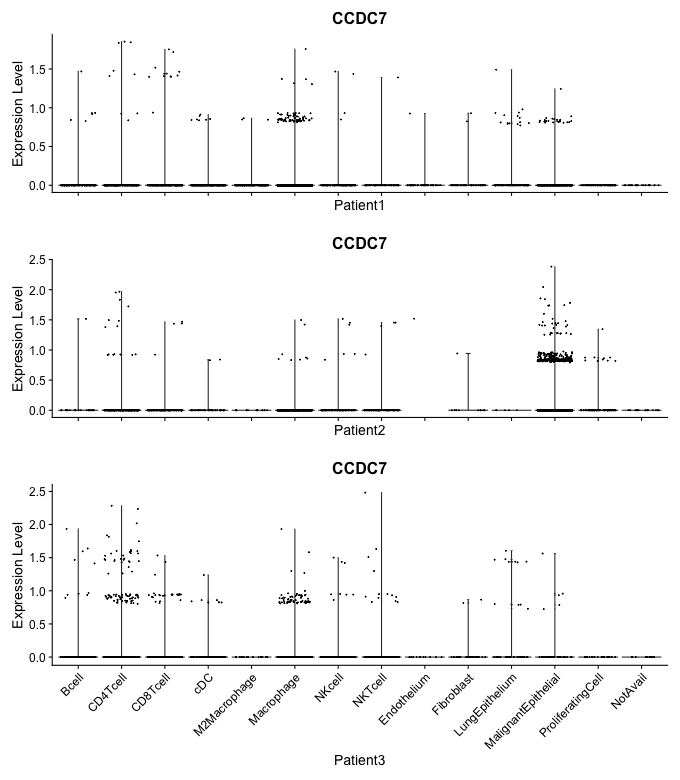 CCDC7
Expression Level
1.5
1.0
0.5
0.0
Patient1
CCDC7
Expression Level
2.5
2.0
1.5
1.0
0.5
0.0
Patient2
CCDC7
Expression Level
2.5
2.0
1.5
1.0
0.5
0.0
Bcell
CD4Tcell
CD8Tcell
cDC
M2Macrophage
Macrophage
NKcell
NKTcell
Endothelium
Fibroblast
LungEpithelium
MalignantEpithelial
ProliferatingCell
NotAvail
Patient3